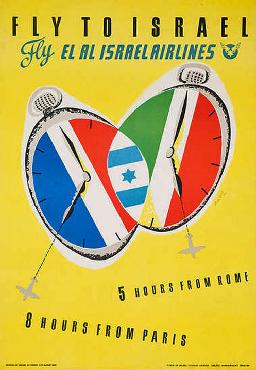 FLY TO ISRAEL
Fly EL AL ISRAEL AIRLINES
5 HOURS FROM ROME
8 HOURS FROM PARIS